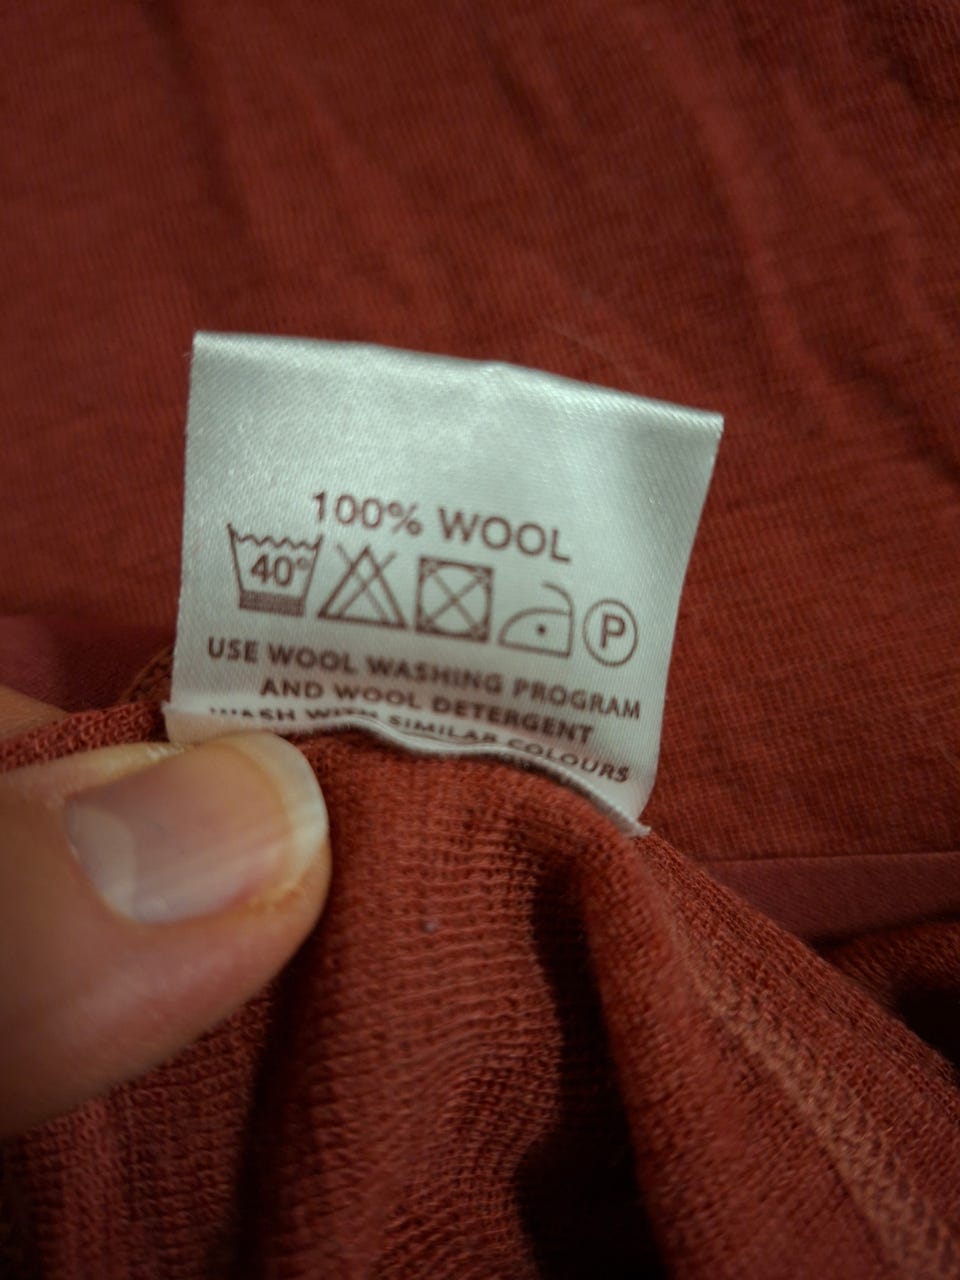 100% WOOL
40°
P
USE WOOL WASHING PROGRAM
AND WOOL DETERGENT
WASH WITH SIMILAR COLOURS